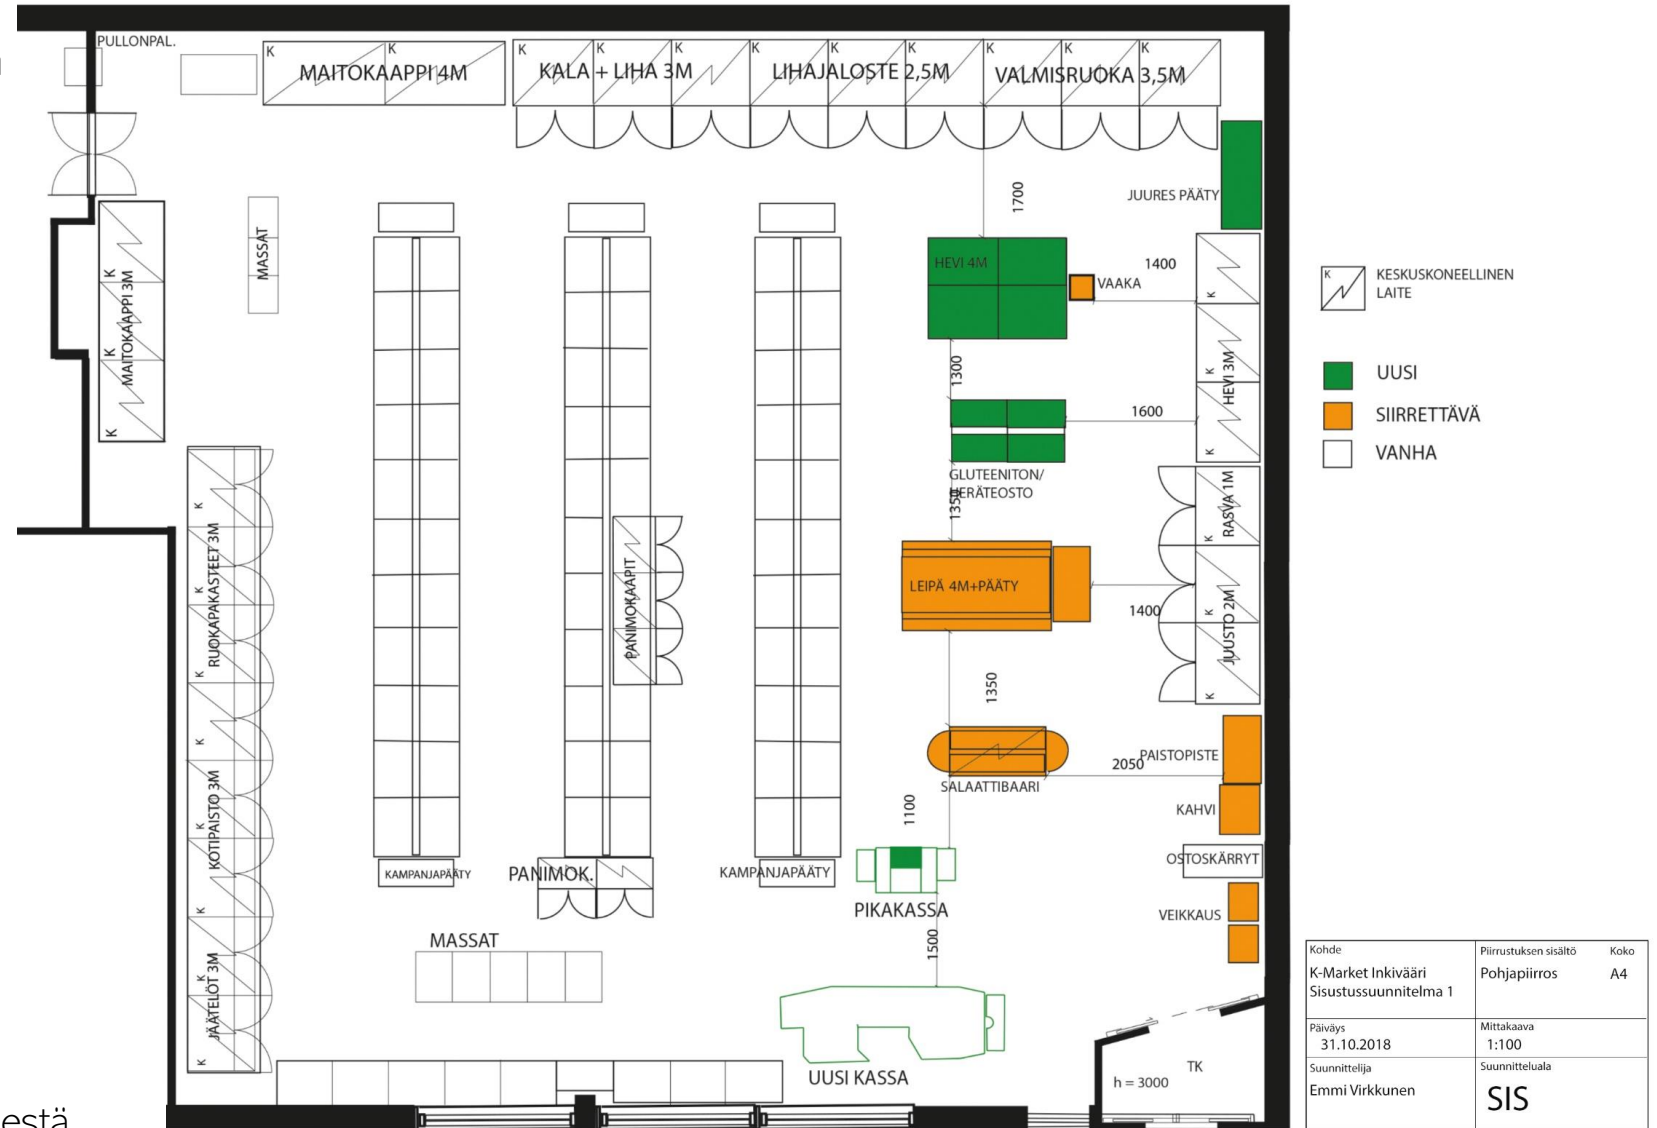 PULLONPAL.
K
K
MAITOKAAPPI 4M
K
K
K
K
K
K
K
K
K
KALA + LIHA 3M
LIHAJALOSTE 2,5M
VALMISRUOKA 3,5M
JUURES PÄÄTY
1700
MASSAT
K
K
K
MAITOKAAPPI 3M
HEVI 4M
VAAKA
1400
K
K
K
HEVI 3M
1300
1600
GLUTEENITON/
HERÄTEOSTO
1350
K
RASVA 1M
K
K
JUUSTO 2M
LEIPÄ 4M+PÄÄTY
1400
K
K
RUOKAPAKASTEET 3M
PANIMOKAAPIT
1350
PAISTOPISTE
2050
SALAATTIBAARI
KAHVI
1100
K
K
KOTIPAISTO 3M
OSTOSKÄRRYT
KAMPANJAPÄÄTY
PANIMOK.
KAMPANJAPÄÄTY
PIKAKASSA
VEIKKAUS
K
K
K
JÄÄTELÖT 3M
MASSAT
1500
UUSI KASSA
TK
h = 3000
K
KESKUSKONEELLINEN
LAITE
UUSI
SIIRRETTÄVÄ
VANHA
Kohde
K-Market Inkivääri
Sisustussuunnitelma 1
Piirrustuksen sisältö
Pohjapiirros
Koko
A4
Päiväys
31.10.2018
Mittakaava
1:100
Suunnittelija
Emmi Virkkunen
Suunnitteluala
SIS
estä